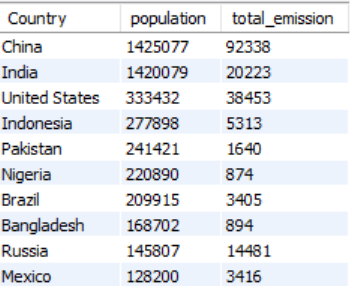 Country population total_emission
China 1425077 92338
India 1420079 20223
United States 333432 38453
Indonesia 277898 5313
Pakistan 241421 1640
Nigeria 220890 874
Brazil 209915 3405
Bangladesh 168702 894
Russia 145807 14481
Mexico 128200 3416